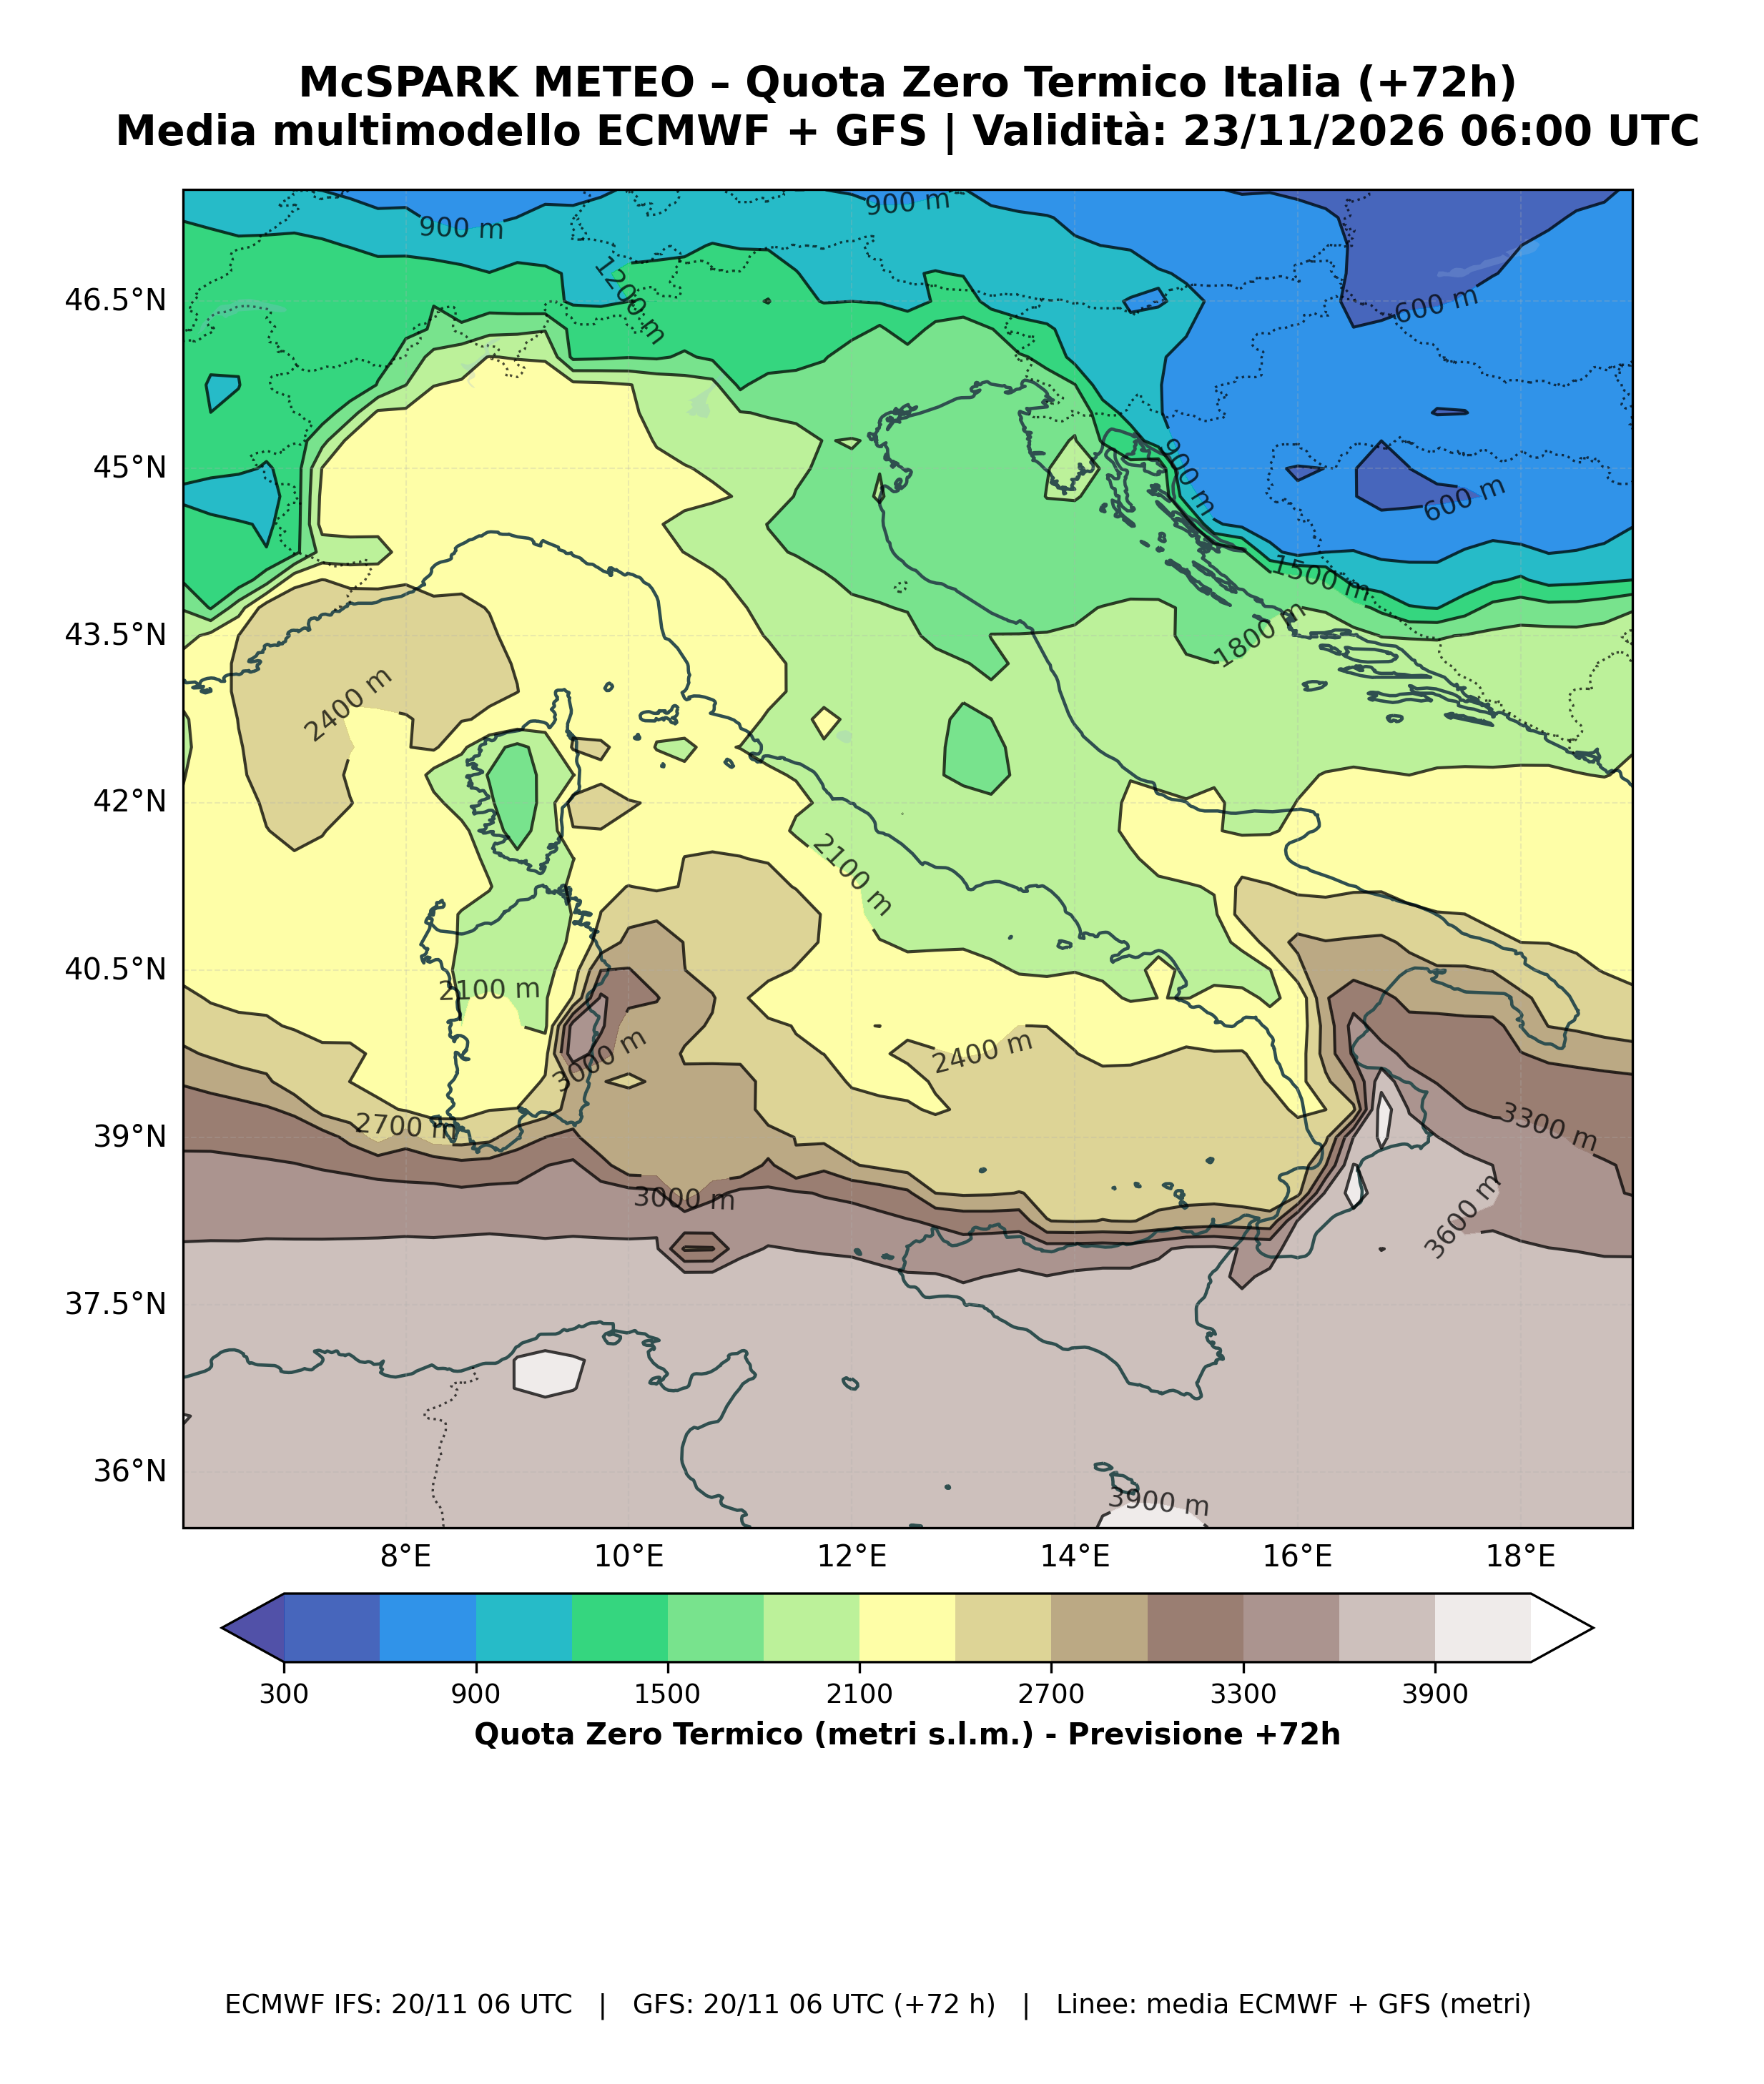 McSPARK METEO – Quota Zero Termico Italia (+72h)
Media multimodello ECMWF + GFS | Validità: 23/11/2026 06:00 UTC
900 m
900 m
1200 m
46.5°N
600 m
45°N
900 m
600 m
1500 m
43.5°N
1800 m
2400 m
42°N
2100 m
40.5°N
2100 m
2400 m
3000 m
39°N
2700 m
3300 m
3000 m
3600 m
37.5°N
36°N
3900 m
8°E 10°E 12°E 14°E 16°E 18°E
300 900 1500 2100 2700 3300 3900
Quota Zero Termico (metri s.l.m.) - Previsione +72h
ECMWF IFS: 20/11 06 UTC | GFS: 20/11 06 UTC (+72 h) | Linee: media ECMWF + GFS (metri)